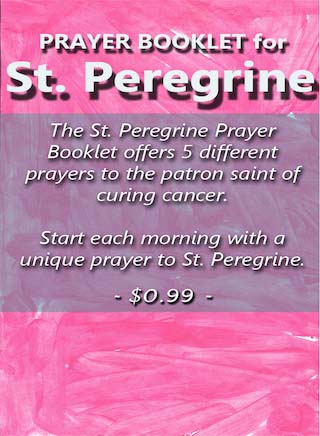 PRAYER BOOKLET for
St. Peregrine
The St. Peregrine Prayer
Booklet offers 5 different
prayers to the patron saint of
curing cancer.
Start each morning with a
unique prayer to St. Peregrine.
- $0.99 -